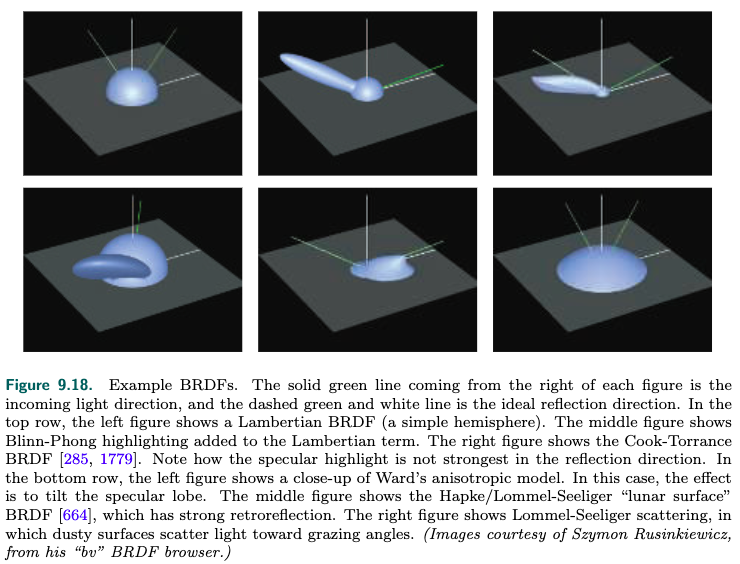 Figure 9.18. Example BRDFs. The solid green line coming from the right of each figure is the
incoming light direction, and the dashed green and white line is the ideal reflection direction. In the
top row, the left figure shows a Lambertian BRDF (a simple hemisphere). The middle figure shows
Blinn-Phong highlighting added to the Lambertian term. The right figure shows the Cook-Torrance
BRDF [285, 1779]. Note how the specular highlight is not strongest in the reflection direction. In
the bottom row, the left figure shows a close-up of Ward's anisotropic model. In this case, the effect
is to tilt the specular lobe. The middle figure shows the Hapke/Lommel-Seeliger “lunar surface”
BRDF [664], which has strong retroreflection. The right figure shows Lommel-Seeliger scattering, in
which dusty surfaces scatter light toward grazing angles. (Images courtesy of Szymon Rusinkiewicz,
from his “bv” BRDF browser.)